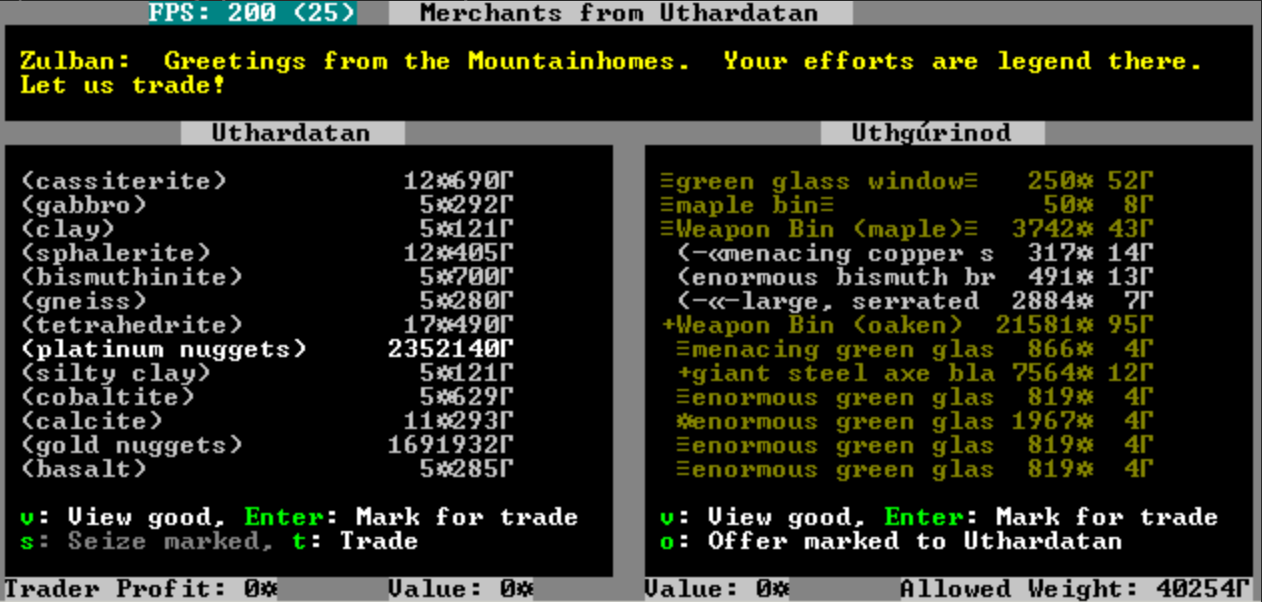 FPS: 200 (25) Merchants from Uthardatan
Zulban: Greetings from the Mountainhomes. Your efforts are legend there.
Let us trade!
Uthardatan
(cassiterite) 12☼690Γ
(gabbro) 5☼292Γ
(clay) 5☼121Γ
(sphalerite) 12☼405Γ
(bismuthinite) 5☼700Γ
(gneiss) 5☼280Γ
(tetrahedrite) 17☼490Γ
(platinum nuggets) 2352140Γ
(silty clay) 5☼121Γ
(cobaltite) 5☼629Γ
(calcite) 11☼293Γ
(gold nuggets) 1691932Γ
(basalt) 5☼285Γ
v: View good, Enter: Mark for trade
s: Seize marked, t: Trade
Trader Profit: 0☼ Value: 0☼
Uthgúrinod
≡green glass window≡ 250☼ 52Γ
≡maple bin≡ 50☼ 8Γ
≡Weapon Bin (maple)≡ 3742☼ 43Γ
(-«menacing copper s 317☼ 14Γ
(enormous bismuth br 491☼ 13Γ
(-«-large, serrated 2884☼ 7Γ
+Weapon Bin (oaken) 21581☼ 95Γ
≡menacing green glas 866☼ 4Γ
+giant steel axe bla 7564☼ 12Γ
≡enormous green glas 819☼ 4Γ
☼enormous green glas 1967☼ 4Γ
≡enormous green glas 819☼ 4Γ
≡enormous green glas 819☼ 4Γ
v: View good, Enter: Mark for trade
o: Offer marked to Uthardatan
Value: 0☼ Allowed Weight: 40254Γ